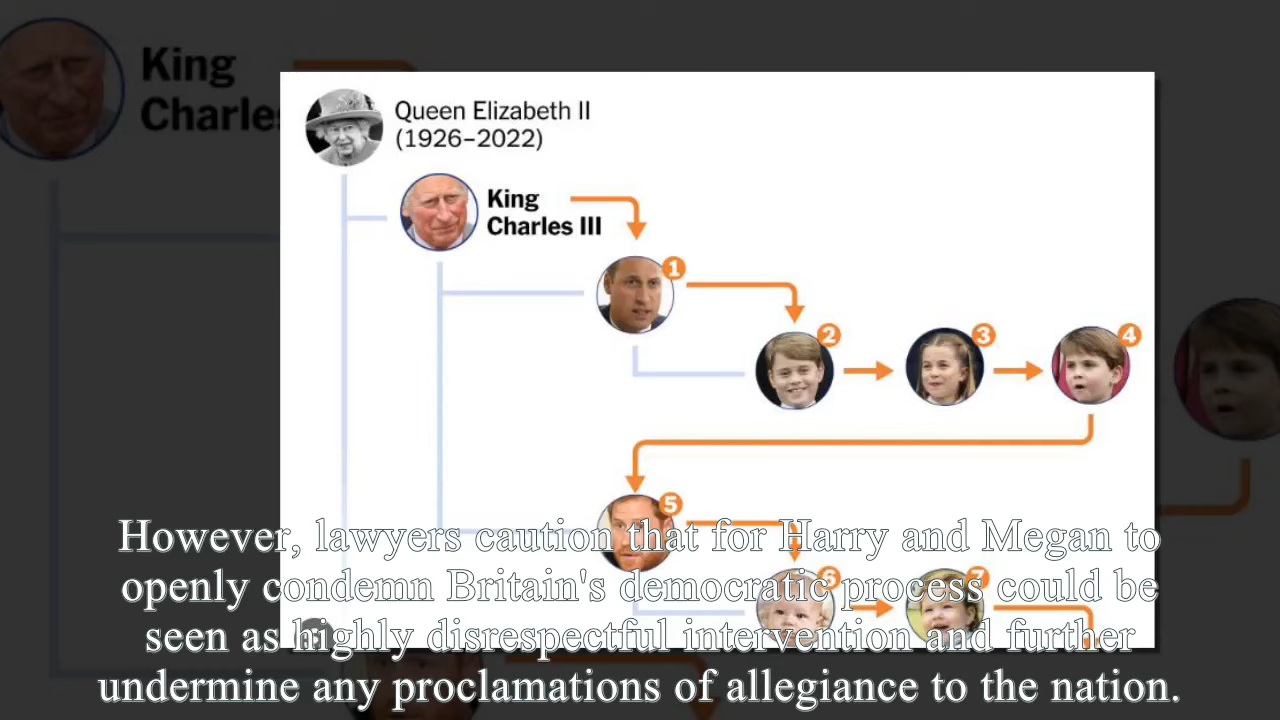 King
Charles
Queen Elizabeth II
(1926–2022)
King
Charles III
1
2
3
4
5
6
7
However, lawyers caution that for Harry and Megan to
openly condemn Britain's democratic process could be
seen as highly disrespectful intervention and further
undermine any proclamations of allegiance to the nation.